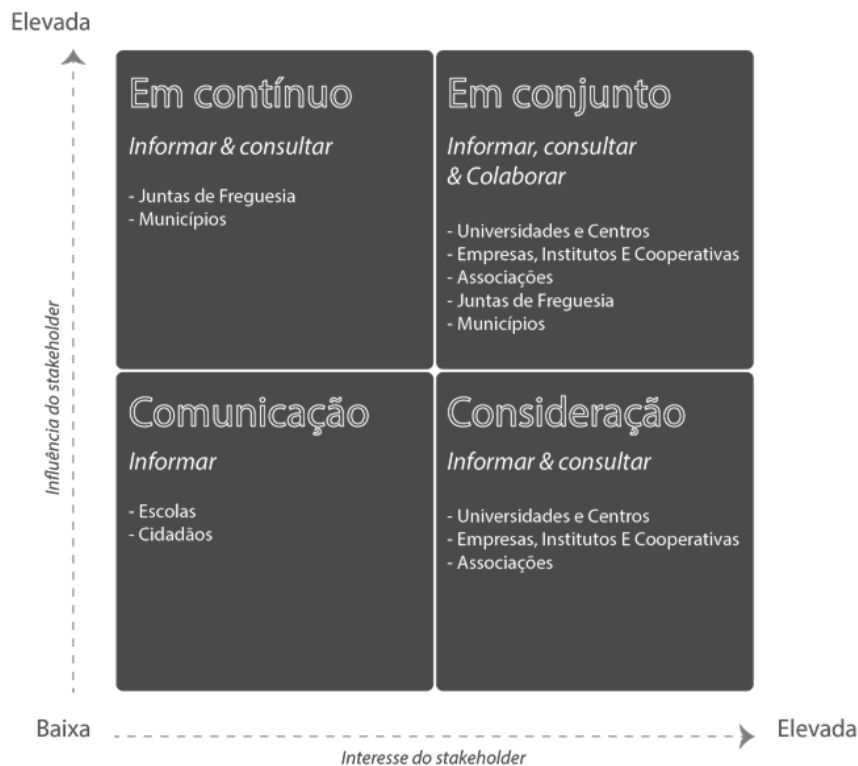 Elevada
Em contínuo
Informar & consultar
- Juntas de Freguesia
- Municípios
Em conjunto
Informar, consultar
& Colaborar
- Universidades e Centros
- Empresas, Institutos E Cooperativas
- Associações
- Juntas de Freguesia
- Municípios
Influência do stakeholder
Comunicação
Informar
- Escolas
- Cidadãos
Consideração
Informar & consultar
- Universidades e Centros
- Empresas, Institutos E Cooperativas
- Associações
Baixa
Elevada
Interesse do stakeholder